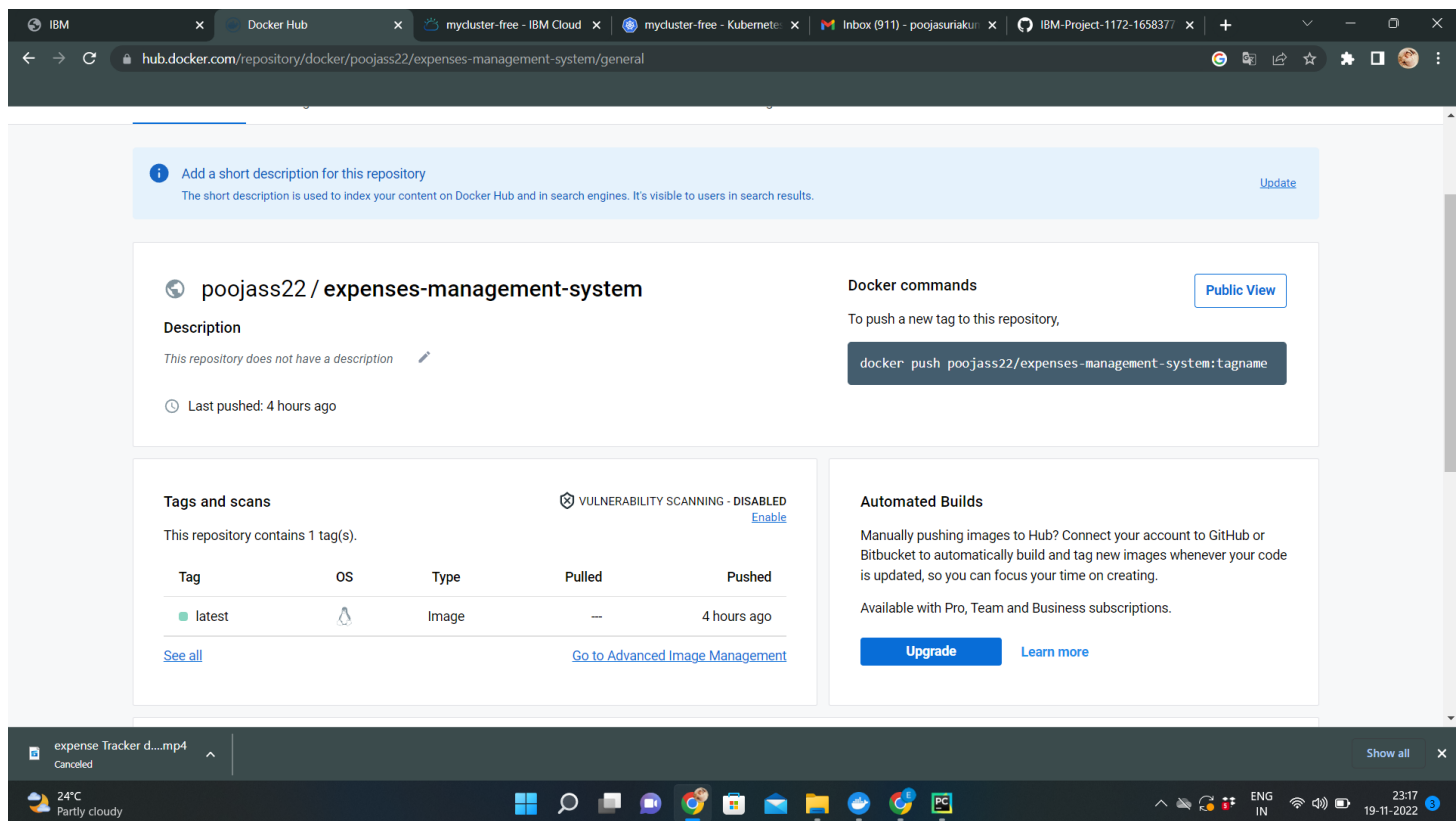 IBM
Docker Hub
mycluster-free - IBM Cloud
mycluster-free - Kubernetes
Inbox (911) - poojasuriakun
IBM-Project-1172-1658377
hub.docker.com/repository/docker/poojass22/expenses-management-system/general
Add a short description for this repository
The short description is used to index your content on Docker Hub and in search engines. It's visible to users in search results.
Update
poojass22 / expenses-management-system
Description
This repository does not have a description
Last pushed: 4 hours ago
Docker commands
Public View
To push a new tag to this repository,
docker push poojass22/expenses-management-system:tagname
Tags and scans
VULNERABILITY SCANNING - DISABLED
Enable
This repository contains 1 tag(s).
Tag OS Type Pulled Pushed
latest Image --- 4 hours ago
See all
Go to Advanced Image Management
Automated Builds
Manually pushing images to Hub? Connect your account to GitHub or
Bitbucket to automatically build and tag new images whenever your code
is updated, so you can focus your time on creating.
Available with Pro, Team and Business subscriptions.
Upgrade
Learn more
expense Tracker d....mp4
Canceled
Show all
24°C
Partly cloudy
ENG
IN
23:17
19-11-2022
3